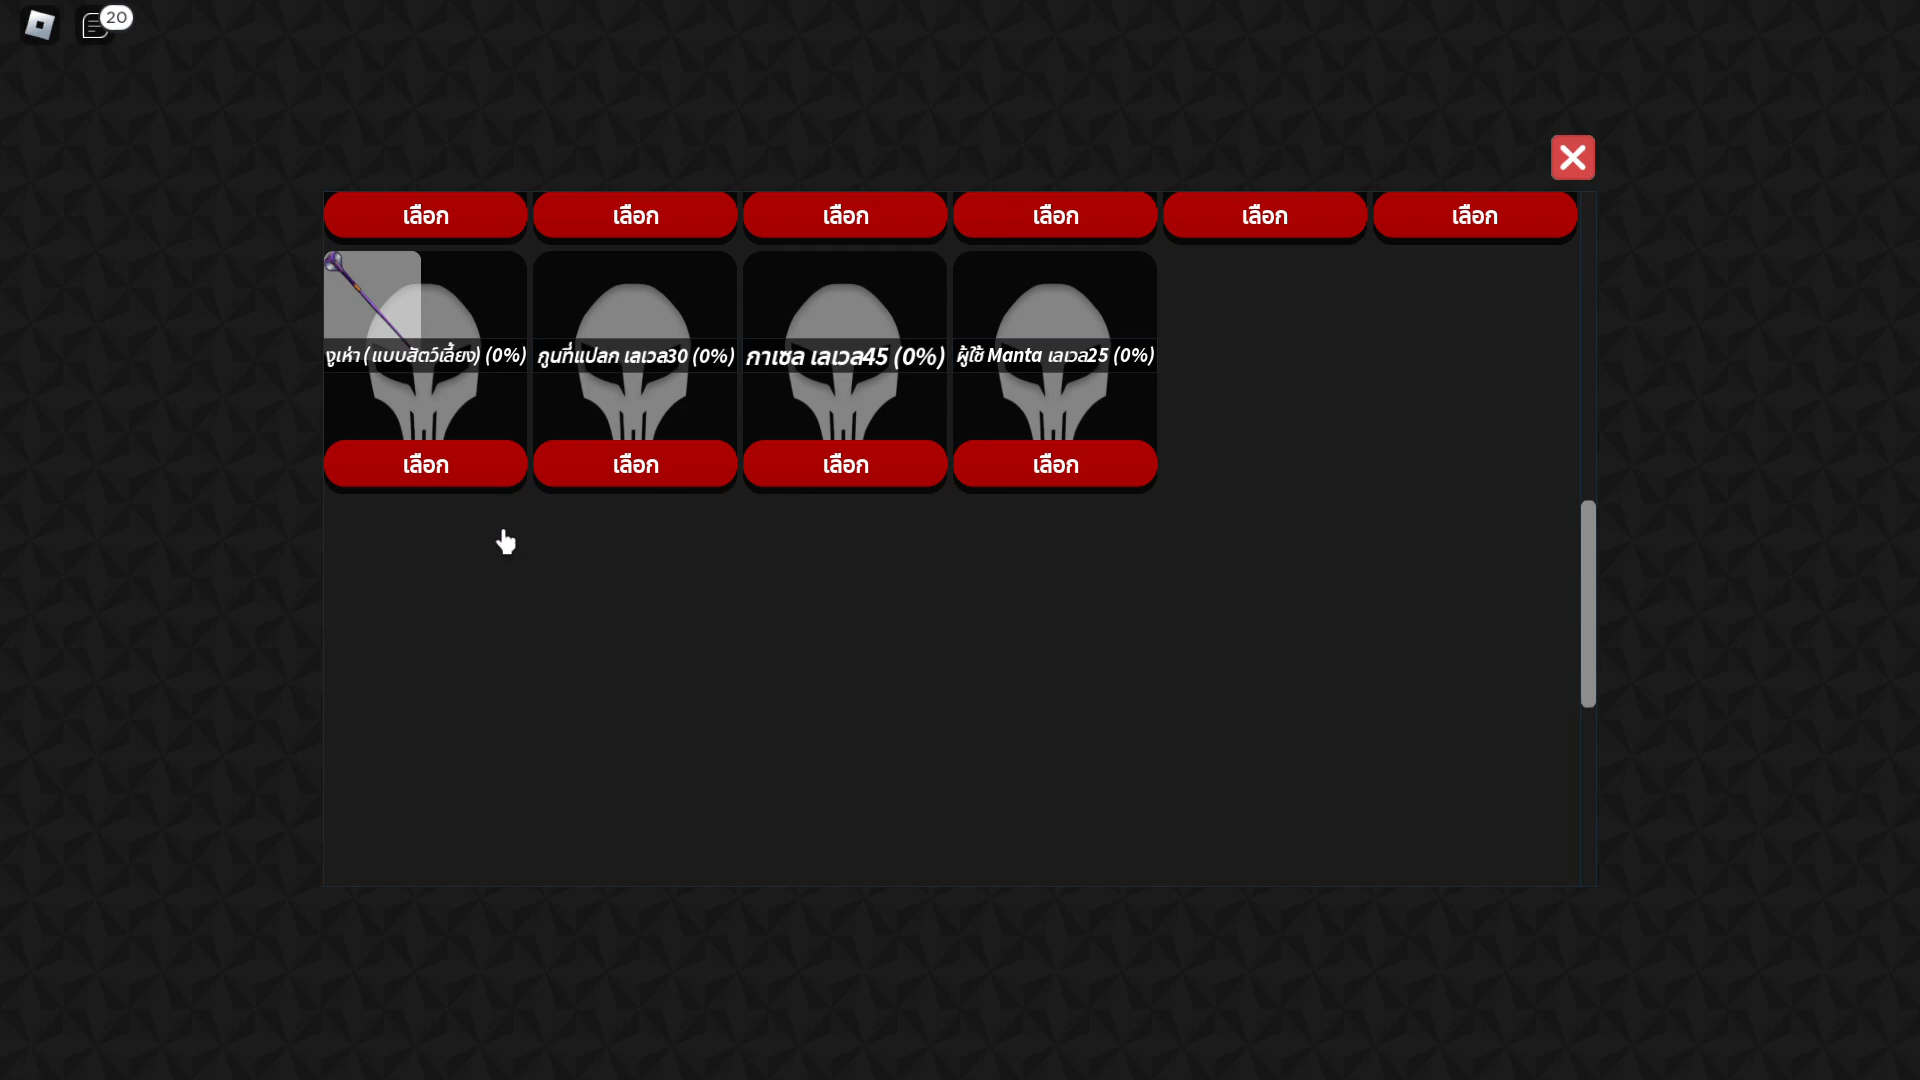 20
เลือก เลือก เลือก เลือก เลือก เลือก
งูเห่า (แบบสัตว์เลี้ยง) (0%) กูนที่แปลก เลเวล30 (0%) กาเซล เลเวล45 (0%) ผู้ใช้ Manta เลเวล25 (0%)
เลือก เลือก เลือก เลือก